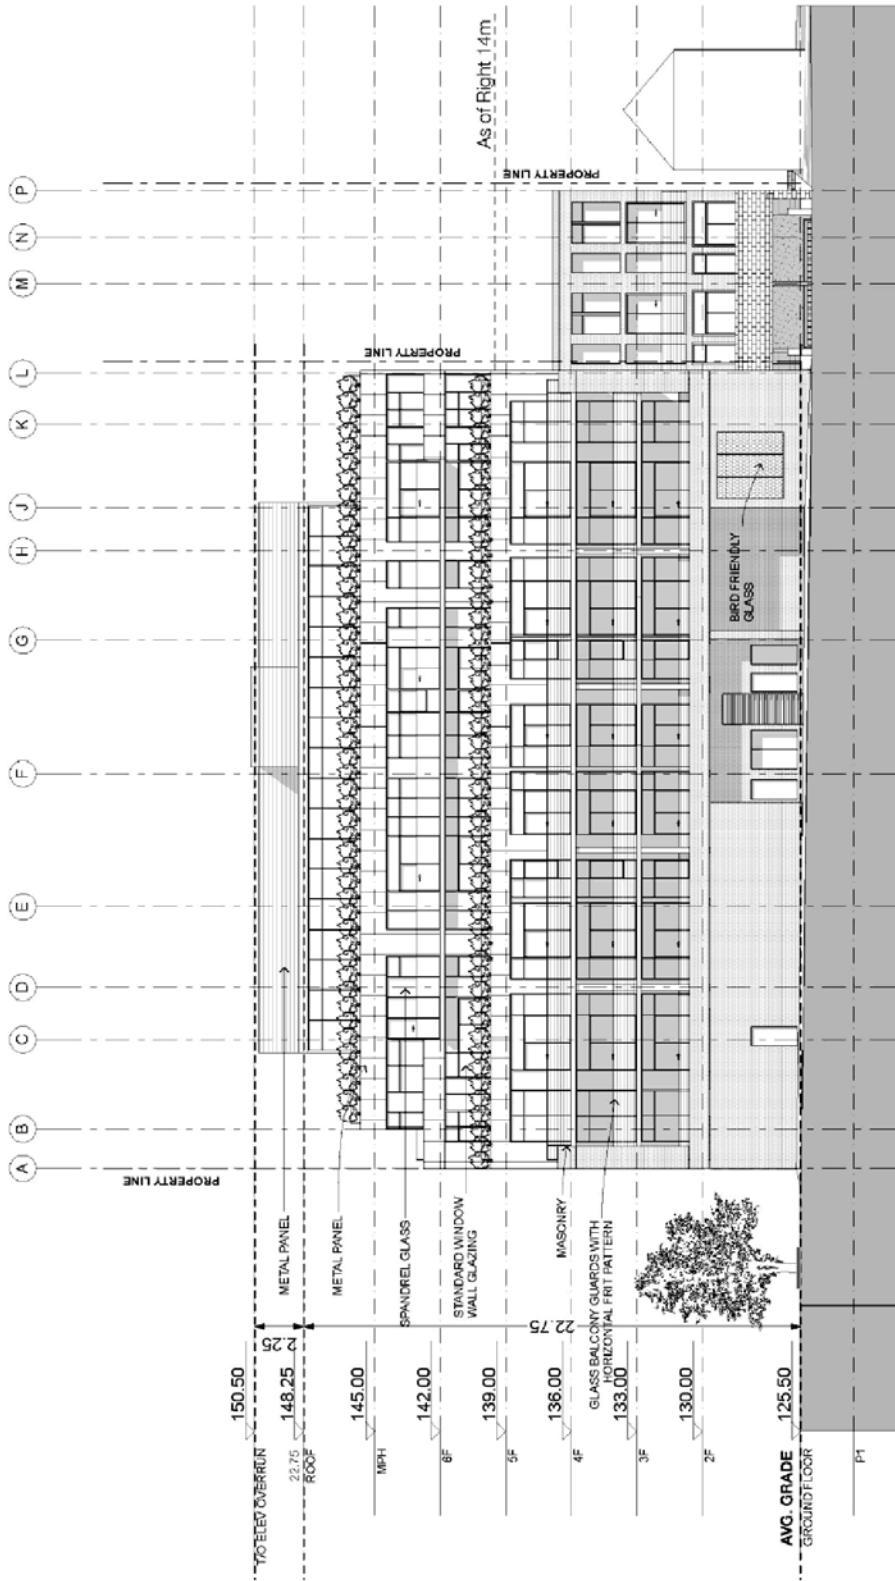 A
B
C
D
E
F
G
H
J
K
L
M
N
P
PROPERTY LINE
PROPERTY LINE
PROPERTY LINE
As of Right 14m
150.50
T/O ELEV OVERRUN
2.25
148.25
22.75
ROOF
145.00
MPH
142.00
6F
139.00
5F
136.00
4F
133.00
3F
130.00
2F
125.50
AVG. GRADE
GROUND FLOOR
P1
22.75
METAL PANEL
METAL PANEL
SPANDREL GLASS
STANDARD WINDOW
WALL GLAZING
MASONRY
GLASS BALCONY GUARDS WITH
HORIZONTAL FRIT PATTERN
BIRD FRIENDLY
GLASS